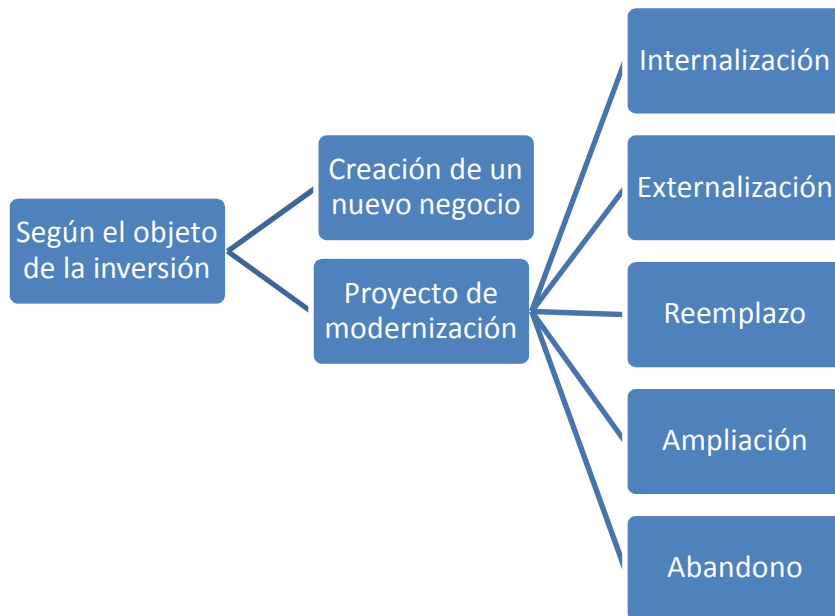 Según el objeto
de la inversión
Creación de un
nuevo negocio
Proyecto de
modernización
Internalización
Externalización
Reemplazo
Ampliación
Abandono